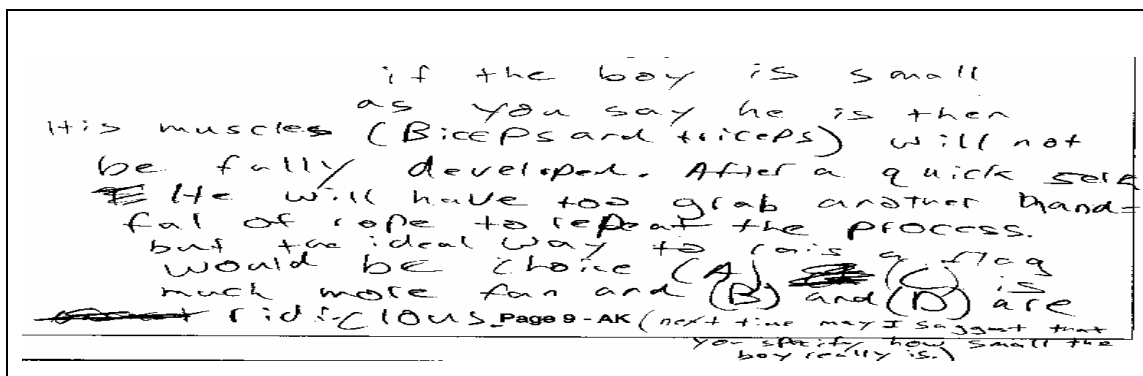 if the boy is small
as you say he is then
His muscles (Biceps and triceps) will not
be fully developed. After a quick
He will have too grab another hand-
ful of rope to repeat the process.
but the ideal way to rais a flag
would be choice (A) (C) is
much more fun and (B) and (D) are
ridiclous. Page 9 - AK (next time may I suggest that
you specify how small the
boy really is.)